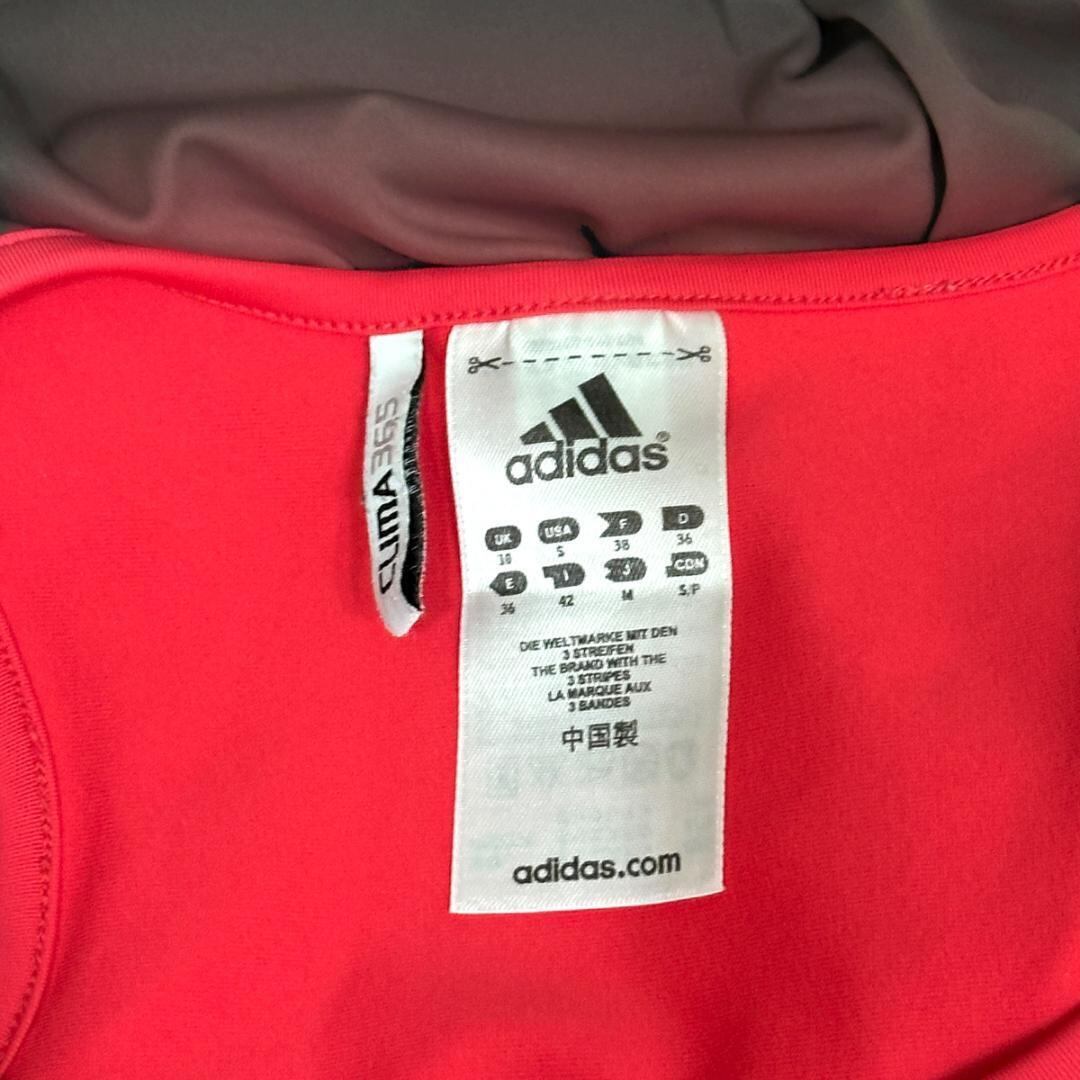 CLIMA365
adidas®
UK USA F D
10 S 38 36
E I J CDN
36 42 M S/P
DIE WELTMARKE MIT DEN
3 STREIFEN
THE BRAND WITH THE
3 STRIPES
LA MARQUE AUX
3 BANDES
中国製
adidas.com